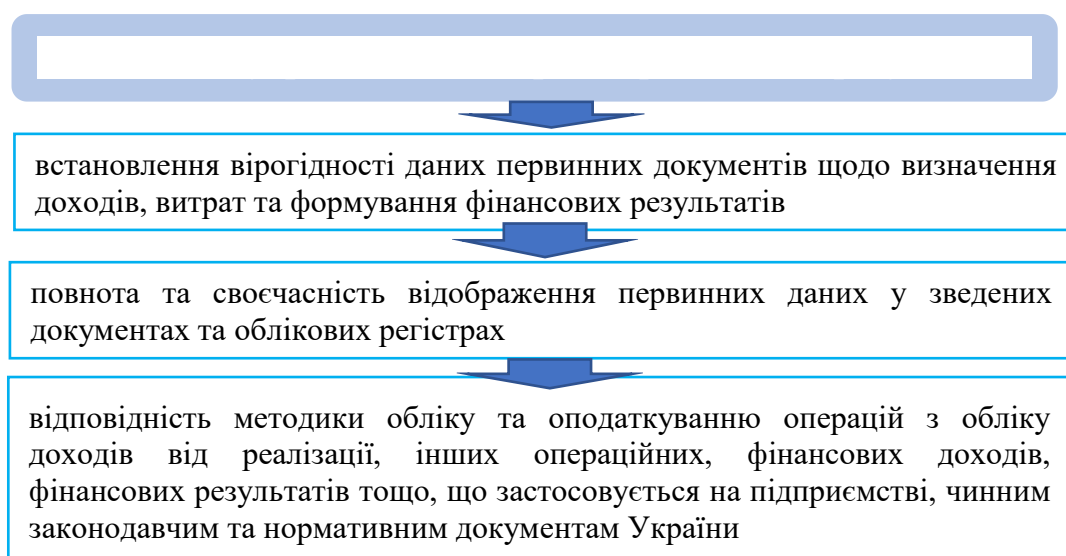 встановлення вірогідності даних первинних документів щодо визначення
доходів, витрат та формування фінансових результатів
повнота та своєчасність відображення первинних даних у зведених
документах та облікових регістрах
відповідність методики обліку та оподаткуванню операцій з обліку
доходів від реалізації, інших операційних, фінансових доходів,
фінансових результатів тощо, що застосовується на підприємстві, чинним
законодавчим та нормативним документам України